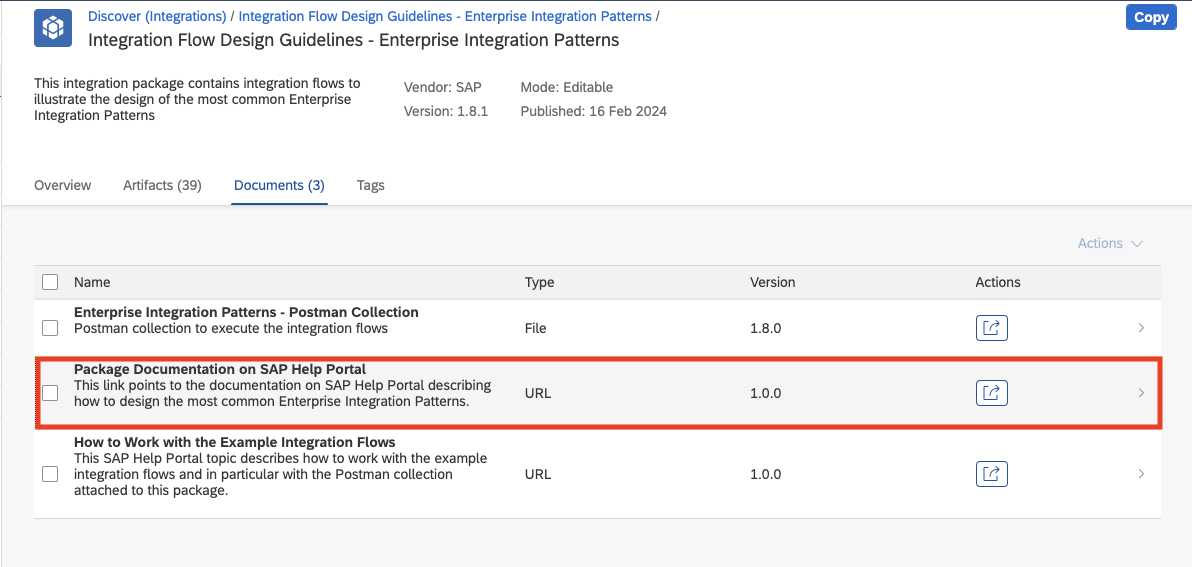 Discover (Integrations) / Integration Flow Design Guidelines - Enterprise Integration Patterns /
Copy
Integration Flow Design Guidelines - Enterprise Integration Patterns
This integration package contains integration flows to
illustrate the design of the most common Enterprise
Integration Patterns
Vendor: SAP
Mode: Editable
Version: 1.8.1
Published: 16 Feb 2024
Overview
Artifacts (39)
Documents (3)
Tags
Actions
Name
Type
Version
Actions
Enterprise Integration Patterns - Postman Collection
Postman collection to execute the integration flows
File
1.8.0
Package Documentation on SAP Help Portal
This link points to the documentation on SAP Help Portal describing
how to design the most common Enterprise Integration Patterns.
URL
1.0.0
How to Work with the Example Integration Flows
This SAP Help Portal topic describes how to work with the example
integration flows and in particular with the Postman collection
attached to this package.
URL
1.0.0